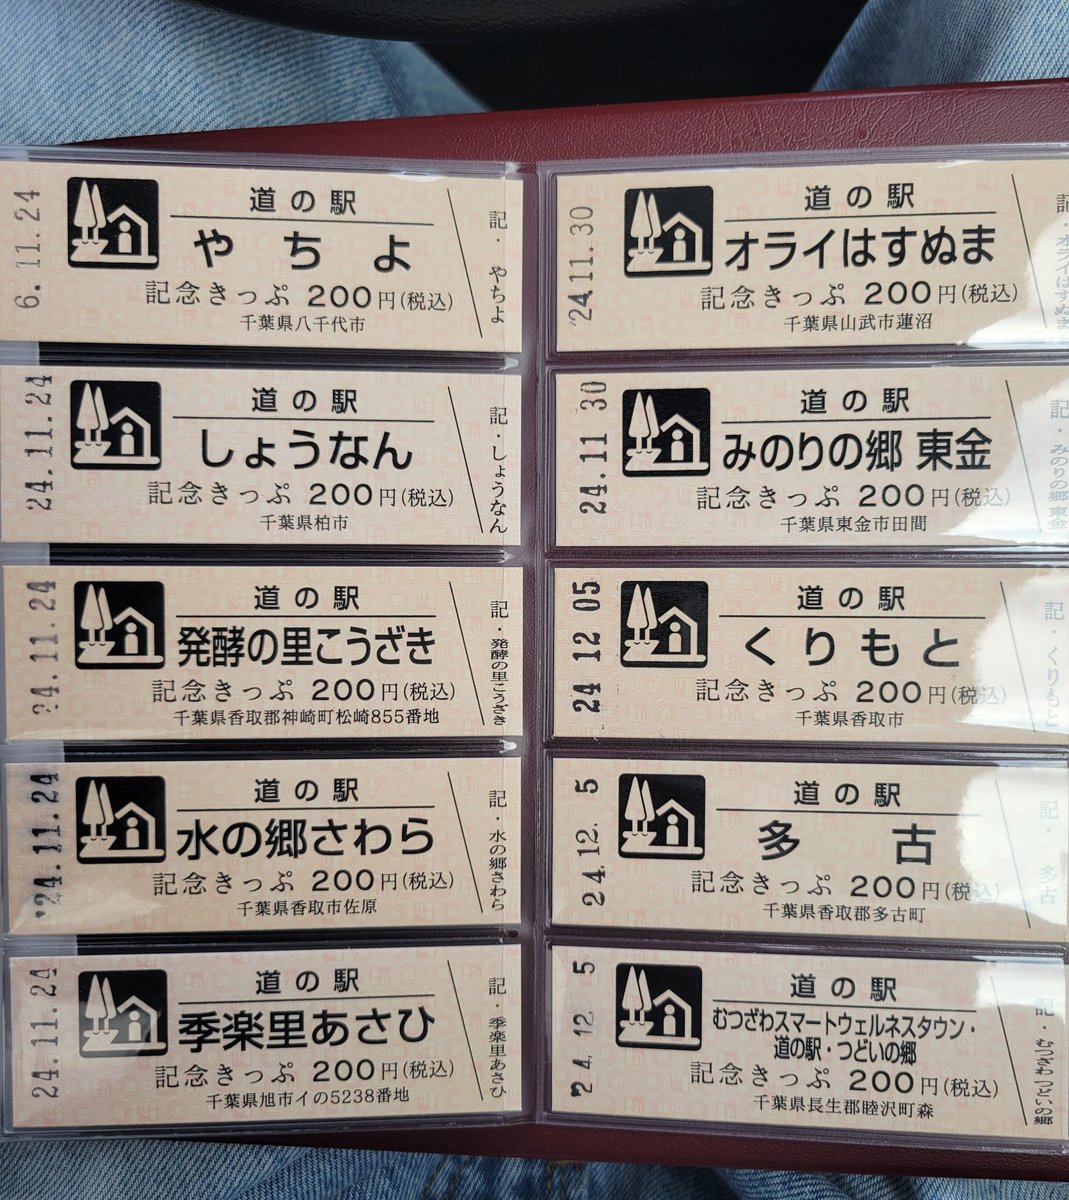 6.11.24
道の駅
やちよ
記念きっぷ 200円(税込)
千葉県八千代市
記・やちよ
24.11.24
道の駅
しょうなん
記念きっぷ 200円(税込)
千葉県柏市
記・しょうなん
24.11.24
道の駅
発酵の里こうざき
記念きっぷ 200円(税込)
千葉県香取郡神崎町松崎855番地
記・発酵の里こうざき
'24.11.24
道の駅
水の郷さわら
記念きっぷ 200円(税込)
千葉県香取市佐原
記・水の郷さわら
24.11.24
道の駅
季楽里あさひ
記念きっぷ 200円(税込)
千葉県旭市イの5238番地
記・季楽里あさひ
'24.11.30
道の駅
オライはすぬま
記念きっぷ 200円(税込)
千葉県山武市蓮沼
記・オライはすぬま
24.11 30
道の駅
みのりの郷 東金
記念きっぷ 200円(税込)
千葉県東金市田間
記・みのりの郷 東金
24 12 05
道の駅
くりもと
記念きっぷ 200円(税込)
千葉県香取市
記・くりもと
24.12. 5
道の駅
多古
記念きっぷ 200円(税込)
千葉県香取郡多古町
記・多古
'24.12. 5
道の駅
むつざわスマートウェルネスタウン・
道の駅・つどいの郷
記念きっぷ 200円(税込)
千葉県長生郡睦沢町森
記・むつざわ つどいの郷